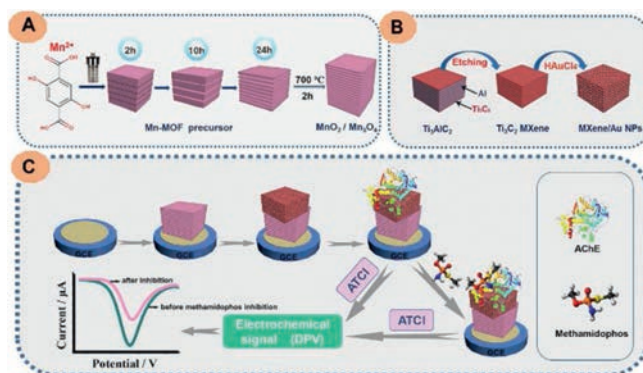 A
Mn2+
2h
10h
24h
700 ℃
2h
Mn-MOF precursor
MnO2 / Mn3O4
B
Etching
HAuCl4
Al
Ti3C2
Ti3AlC2
Ti3C2 MXene
MXene/Au NPs
C
GCE
GCE
GCE
GCE
AChE
ATCl
after inhibition
before methamidophos inhibition
Current / μA
Electrochemical
signal (DPV)
ATCl
GCE
Methamidophos
Potential / V